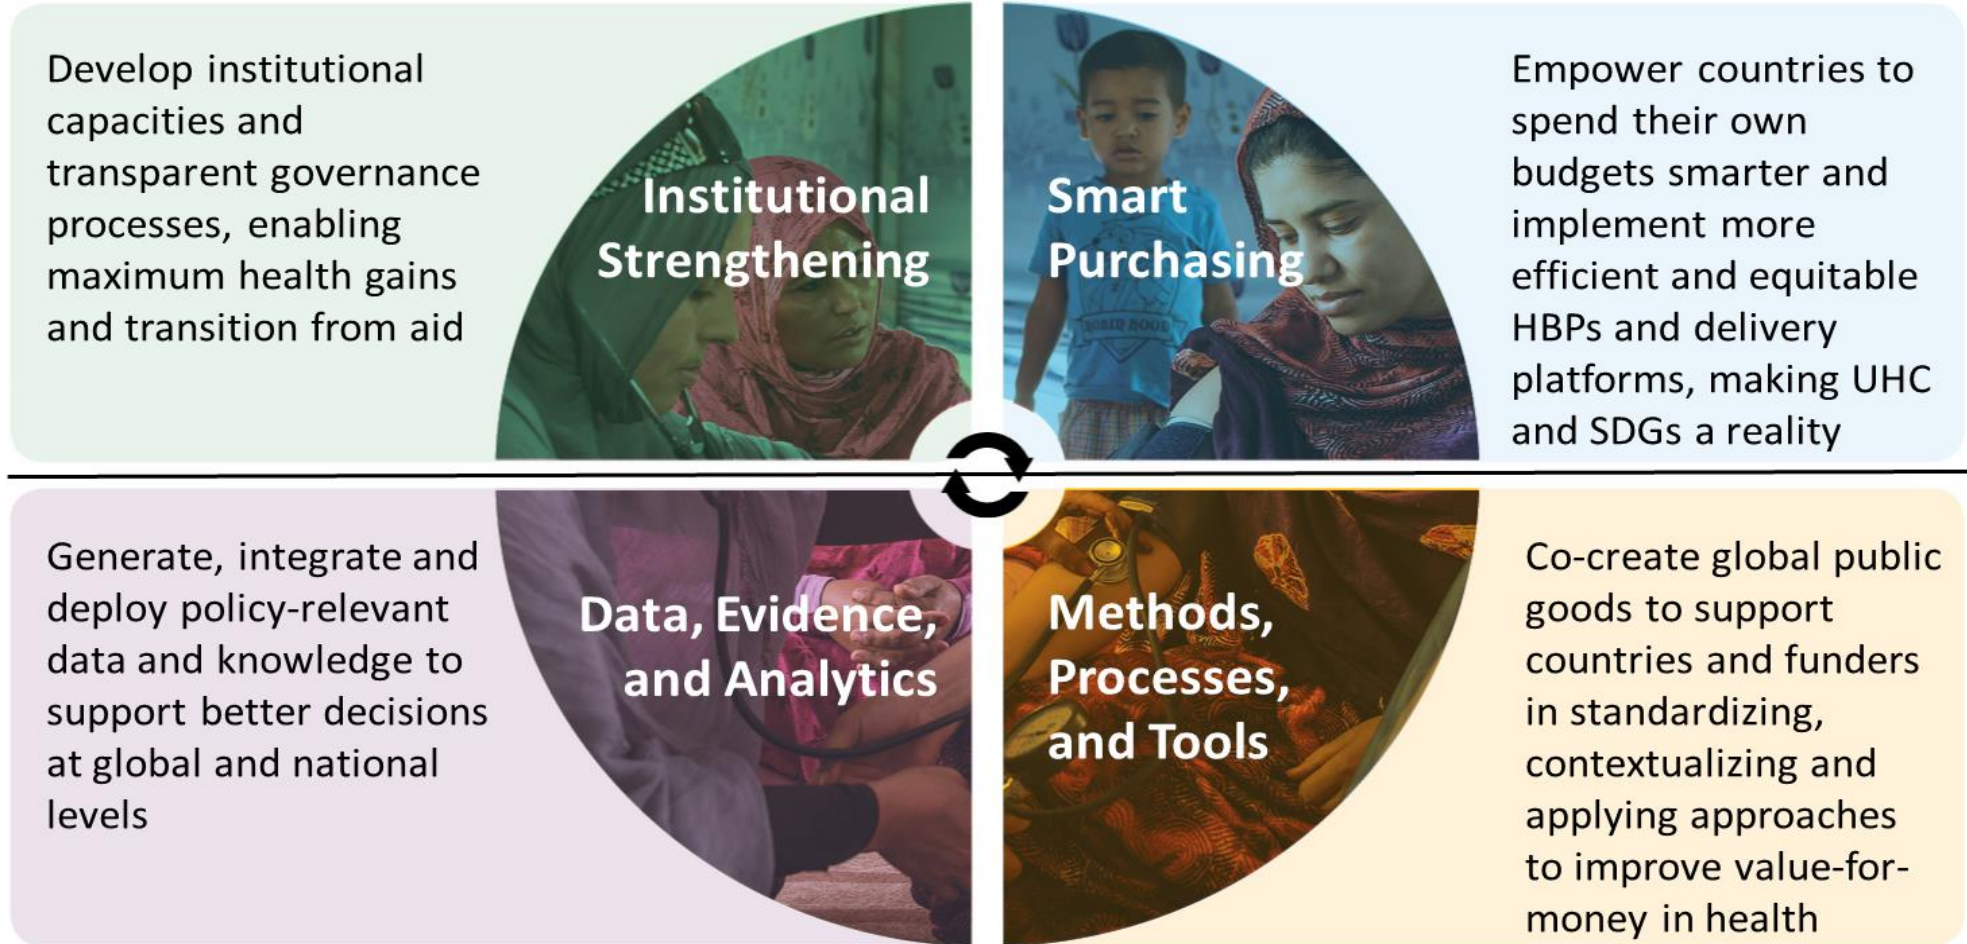 Develop institutional
capacities and
transparent governance
processes, enabling
maximum health gains
and transition from aid
Institutional
Strengthening
Smart
Purchasing
Empower countries to
spend their own
budgets smarter and
implement more
efficient and equitable
HBPs and delivery
platforms, making UHC
and SDGs a reality
Generate, integrate and
deploy policy-relevant
data and knowledge to
support better decisions
at global and national
levels
Data, Evidence,
and Analytics
Methods,
Processes,
and Tools
Co-create global public
goods to support
countries and funders
in standardizing,
contextualizing and
applying approaches
to improve value-for-
money in health